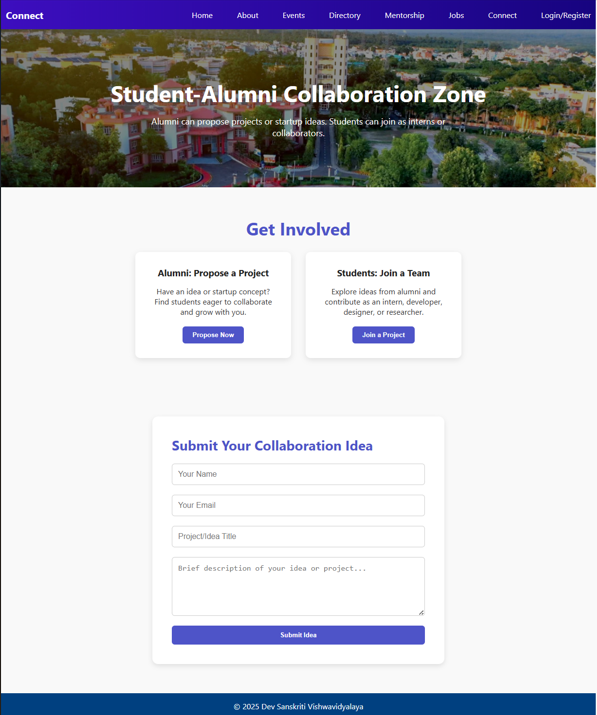 Connect
Home About Events Directory Mentorship Jobs Connect Login/Register
Student-Alumni Collaboration Zone
Alumni can propose projects or startup ideas. Students can join as interns or
collaborators.
Get Involved
Alumni: Propose a Project
Have an idea or startup concept?
Find students eager to collaborate
and grow with you.
Propose Now
Students: Join a Team
Explore ideas from alumni and
contribute as an intern, developer,
designer, or researcher.
Join a Project
Submit Your Collaboration Idea
Your Name
Your Email
Project/Idea Title
Brief description of your idea or project...
Submit Idea
© 2025 Dev Sanskriti Vishwavidyalaya